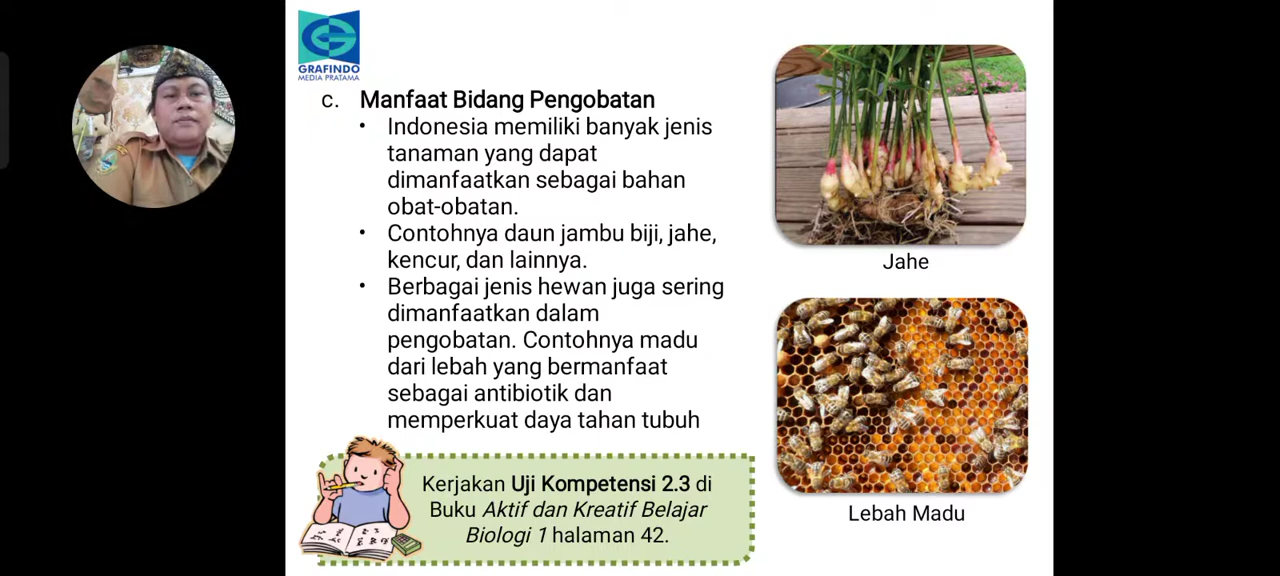 GRAFINDO
MEDIA PRATAMA
c. Manfaat Bidang Pengobatan
• Indonesia memiliki banyak jenis
tanaman yang dapat
dimanfaatkan sebagai bahan
obat-obatan.
• Contohnya daun jambu biji, jahe,
kencur, dan lainnya.
• Berbagai jenis hewan juga sering
dimanfaatkan dalam
pengobatan. Contohnya madu
dari lebah yang bermanfaat
sebagai antibiotik dan
memperkuat daya tahan tubuh
Kerjakan Uji Kompetensi 2.3 di
Buku Aktif dan Kreatif Belajar
Biologi 1 halaman 42.
Jahe
Lebah Madu